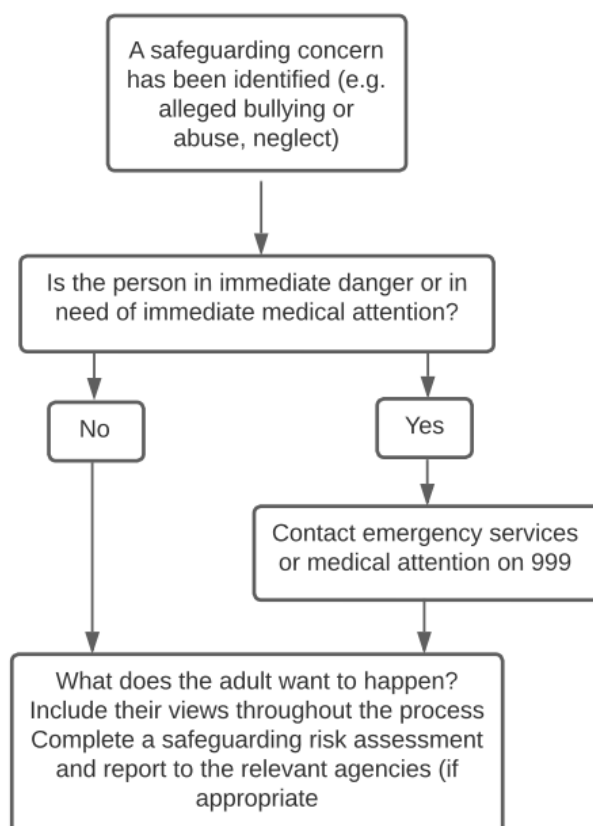 A safeguarding concern
has been identified (e.g.
alleged bullying or
abuse, neglect)
Is the person in immediate danger or in
need of immediate medical attention?
No
Yes
Contact emergency services
or medical attention on 999
What does the adult want to happen?
Include their views throughout the process
Complete a safeguarding risk assessment
and report to the relevant agencies (if
appropriate